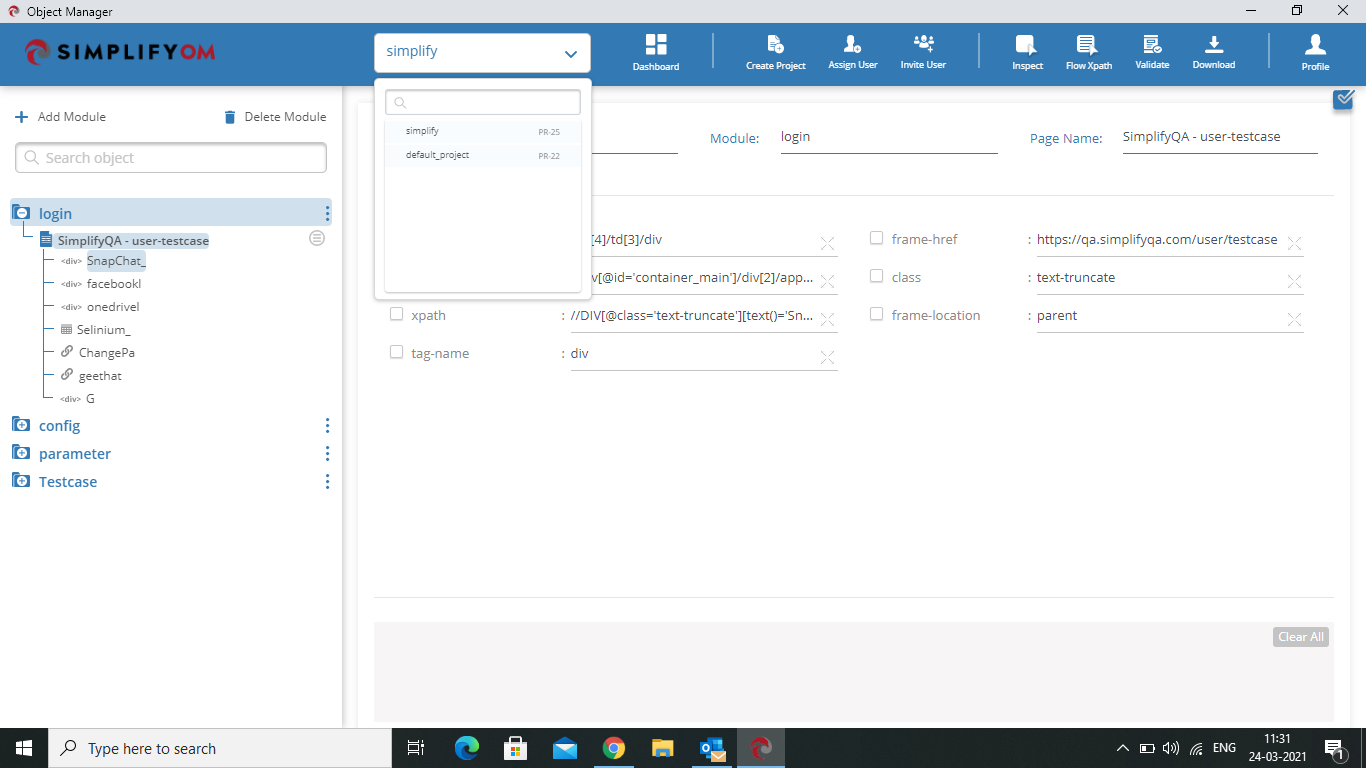 Object Manager
SIMPLIFYOM
simplify
Dashboard
Create Project
Assign User
Invite User
Inspect
Flow Xpath
Validate
Download
Profile
Add Module
Delete Module
Search object
simplify PR-25
default_project PR-22
Module: login
Page Name: SimplifyQA - user-testcase
login
SimplifyQA - user-testcase
<div> SnapChat_
<div> facebookl
<div> onedrivel
Selinium_
ChangePa
geethat
<div> G
config
parameter
Testcase
[4]/td[3]/div
frame-href : https://qa.simplifyqa.com/user/testcase
v[@id='container_main']/div[2]/app...
class : text-truncate
xpath : //DIV[@class='text-truncate'][text()='Sn...
frame-location : parent
tag-name : div
Clear All
Type here to search
ENG
11:31
24-03-2021
1